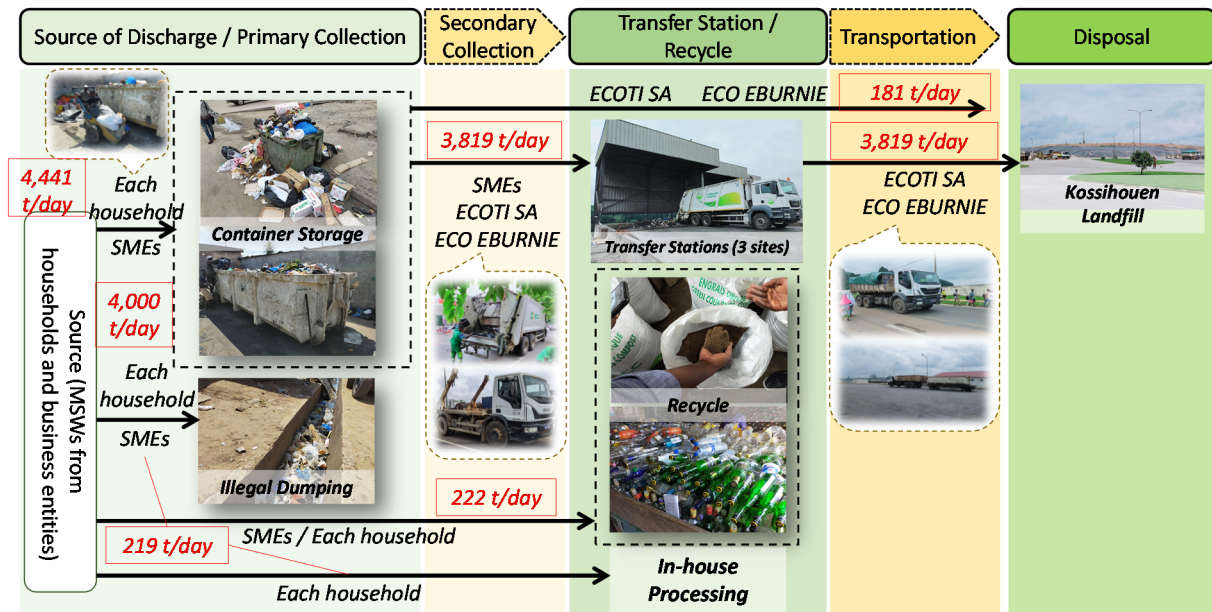 Source of Discharge / Primary Collection
Secondary
Collection
Transfer Station /
Recycle
Transportation
Disposal
ECOTI SA
ECO EBURNIE
181 t/day
3,819 t/day
3,819 t/day
4,441
t/day
Each
household
SMEs
Container Storage
SMEs
ECOTI SA
ECO EBURNIE
Transfer Stations (3 sites)
ECOTI SA
ECO EBURNIE
Kossihouen
Landfill
Source (MSWs from
households and business entities)
4,000
t/day
Each
household
SMEs
Illegal Dumping
ENGRAIS
COMPOST
Recycle
222 t/day
SMEs / Each household
219 t/day
Each household
In-house
Processing